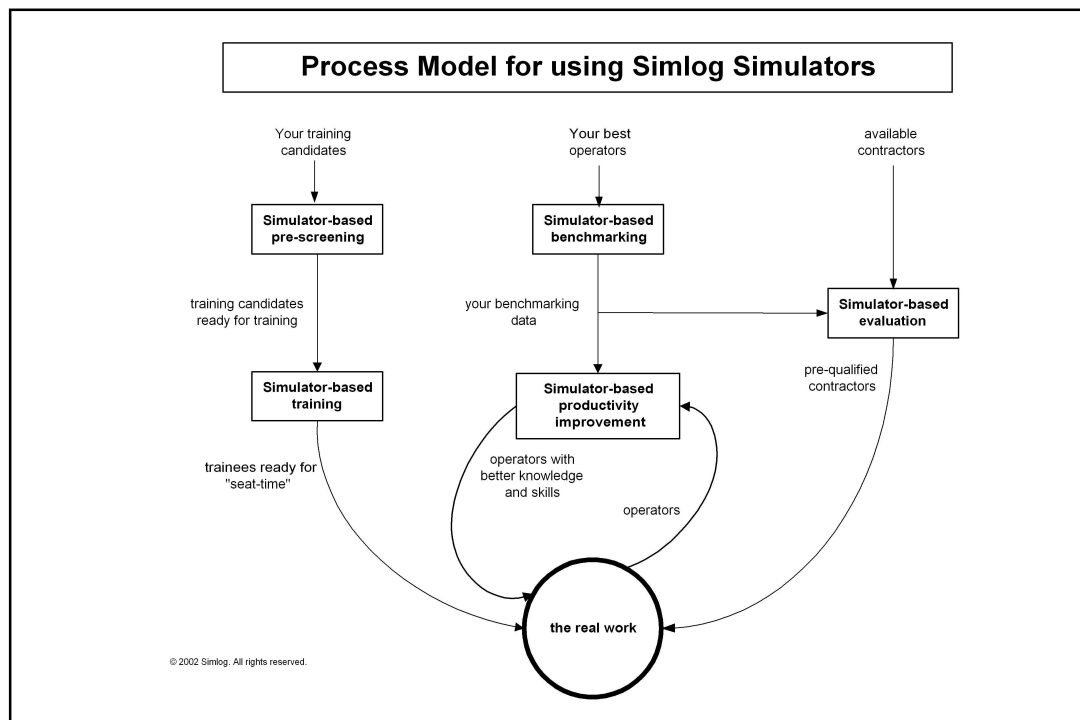 Process Model for using Simlog Simulators
Your training
candidates
Your best
operators
available
contractors
Simulator-based
pre-screening
Simulator-based
benchmarking
training candidates
ready for training
your benchmarking
data
Simulator-based
evaluation
pre-qualified
contractors
Simulator-based
training
Simulator-based
productivity
improvement
trainees ready for
"seat-time"
operators with
better knowledge
and skills
operators
the real work
© 2002 Simlog. All rights reserved.